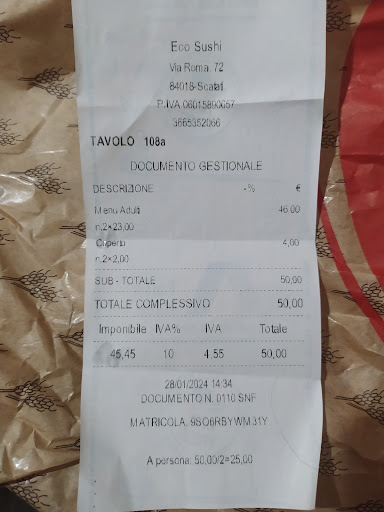 Eco Sushi
Via Roma, 72
84018-Scafati
P.IVA 06015890657
3665352066
TAVOLO 108a
DOCUMENTO GESTIONALE
DESCRIZIONE -% €
Menu Adulti 46,00
n.2×23,00
Coperto 4,00
n.2×2,00
SUB - TOTALE 50,00
TOTALE COMPLESSIVO 50,00
Imponibile IVA% IVA Totale
45,45 10 4,55 50,00
28/01/2024 14:34
DOCUMENTO N. 0110 SNF
MATRICOLA. 9SO6RBYWM31Y
A persona: 50,00/2=25,00